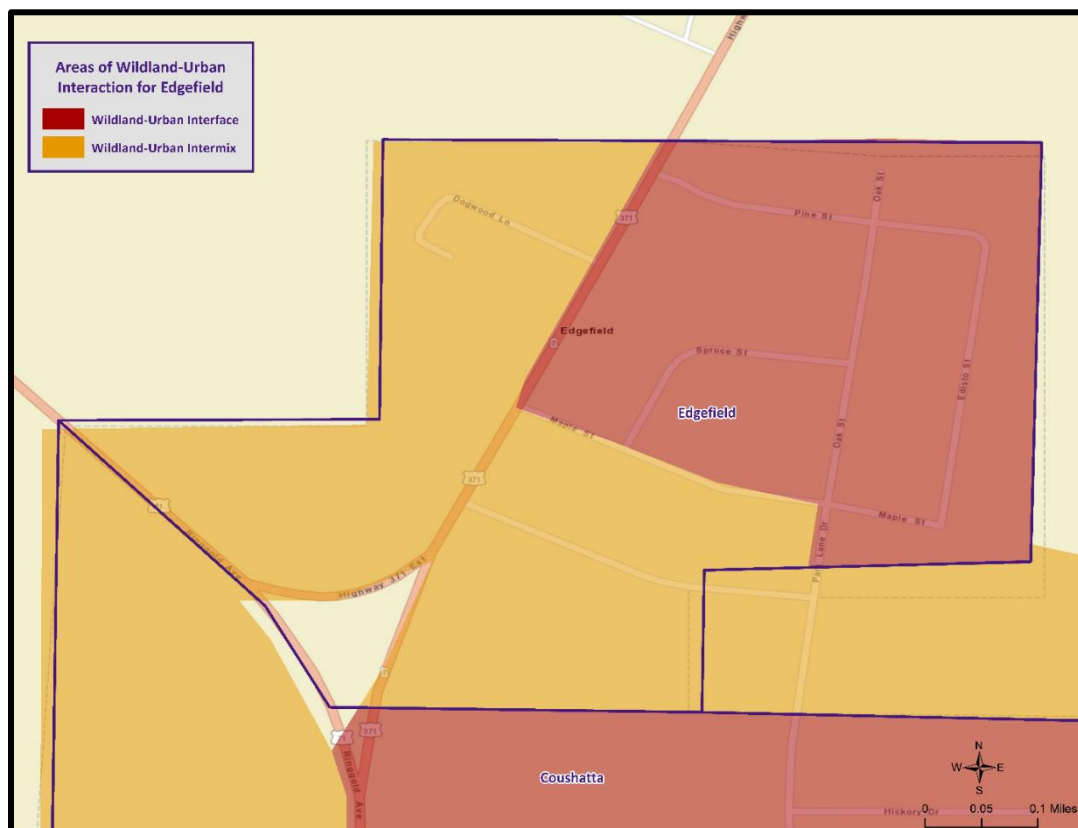 Areas of Wildland-Urban
Interaction for Edgefield
Wildland-Urban Interface
Wildland-Urban Intermix
Dogwood Ln
371
Pine St
Oak St
Edgefield
Spruce St
Edgefield
Maple St
Oak St
Edisto St
371
Ringgold Ave
Highway 371 Ext
Maple St
Park Lane Dr
371
Ringgold Ave
Coushatta
Hickory Dr
N
W
E
S
0
0.05
0.1 Miles